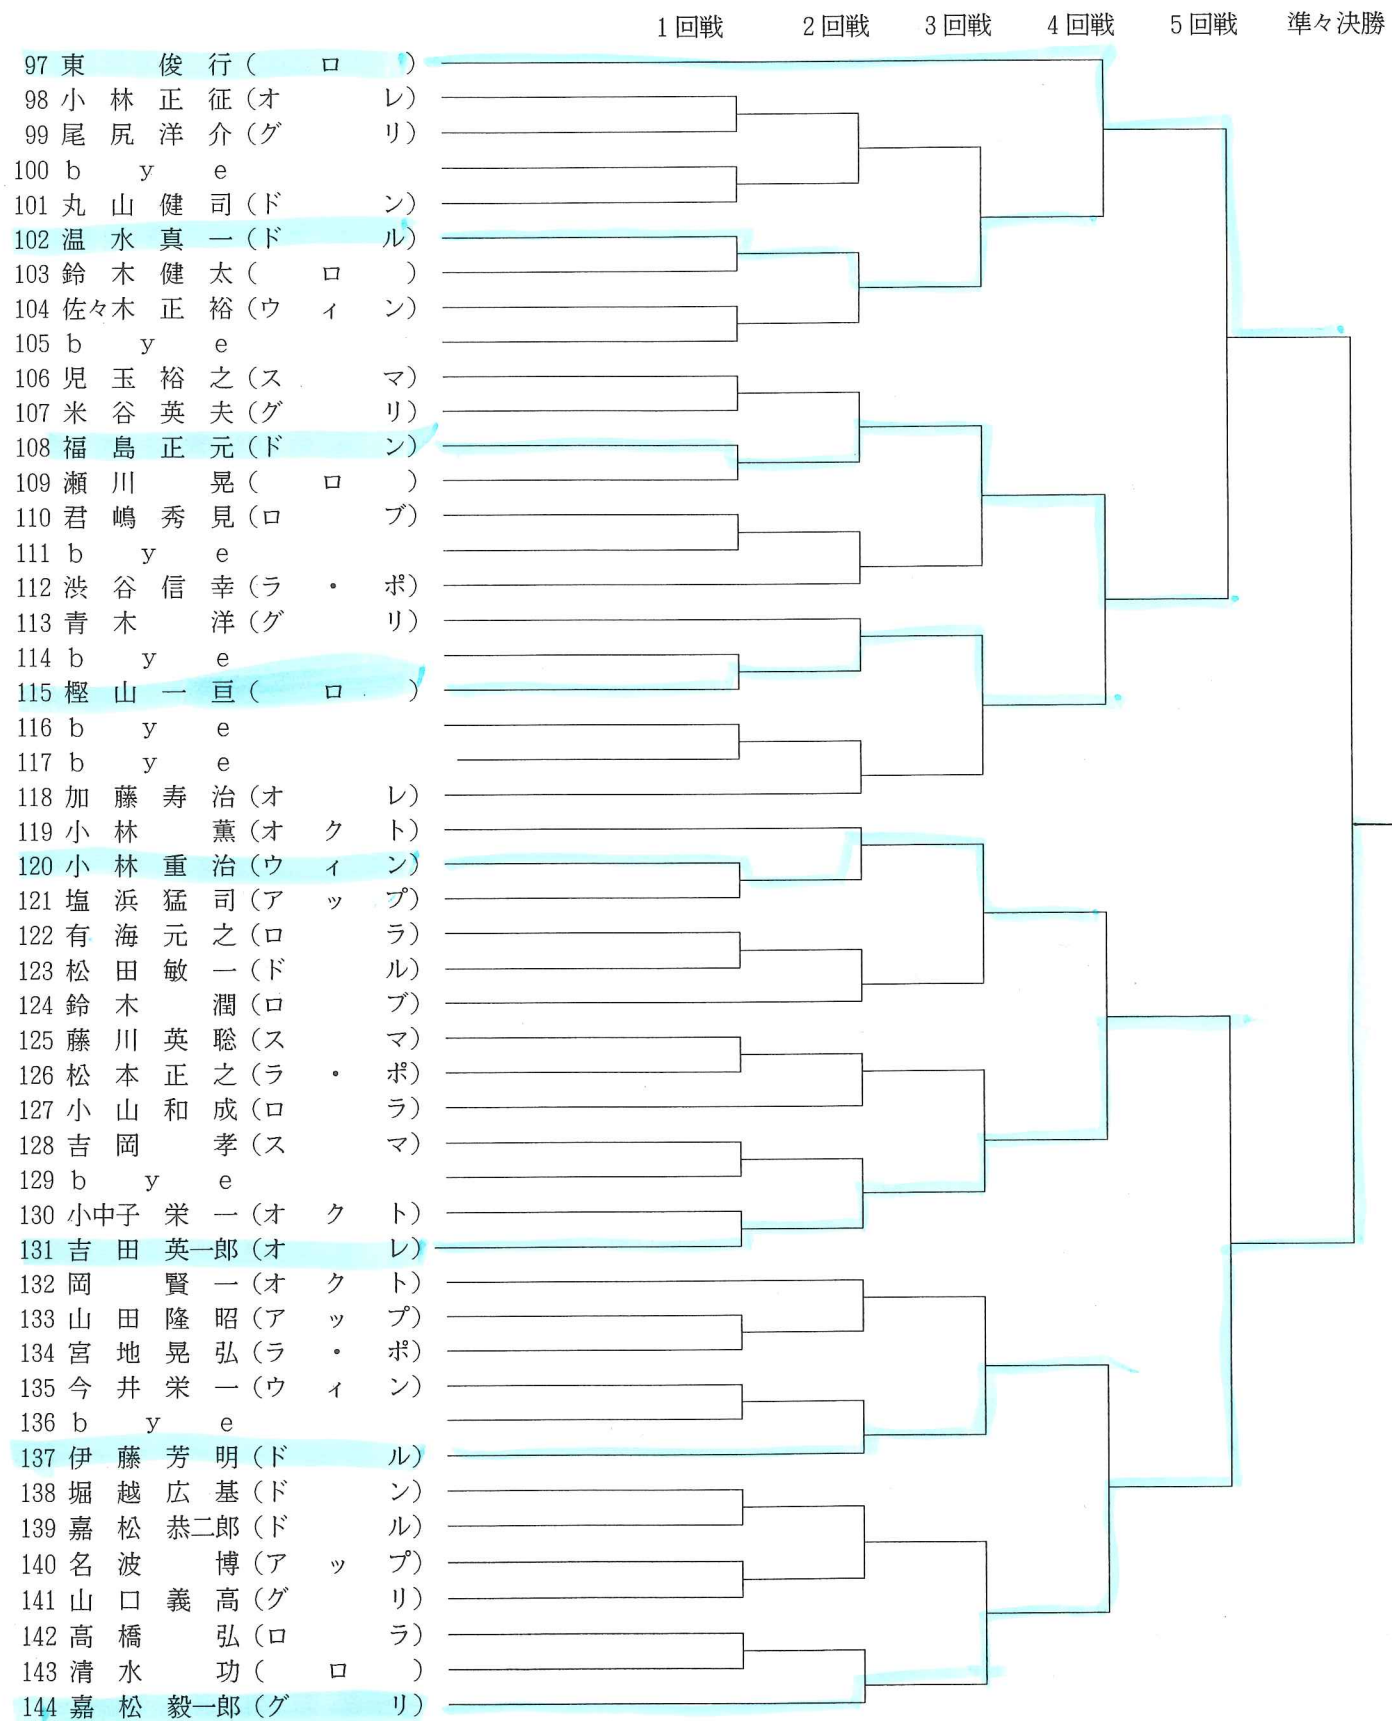 1回戦 2回戦 3回戦 4回戦 5回戦 準々決勝
97 東 俊行(ロ)
98 小林正征(オレ)
99 尾尻洋介(グリ)
100 bye
101 丸山健司(ドン)
102 温水真一(ドル)
103 鈴木健太(ロ)
104 佐々木正裕(ウィン)
105 bye
106 児玉裕之(スマ)
107 米谷英夫(グリ)
108 福島正元(ドン)
109 瀬川 晃(ロ)
110 君嶋秀見(ロブ)
111 bye
112 渋谷信幸(ラ・ポ)
113 青木 洋(グリ)
114 bye
115 樫山一亘(ロ)
116 bye
117 bye
118 加藤寿治(オレ)
119 小林 薫(オクト)
120 小林重治(ウィン)
121 塩浜猛司(アップ)
122 有海元之(ロラ)
123 松田敏一(ドル)
124 鈴木 潤(ロブ)
125 藤川英聡(スマ)
126 松本正之(ラ・ポ)
127 小山和成(ロラ)
128 吉岡 孝(スマ)
129 bye
130 小中子栄一(オクト)
131 吉田英一郎(オレ)
132 岡 賢一(オクト)
133 山田隆昭(アップ)
134 宮地晃弘(ラ・ポ)
135 今井栄一(ウィン)
136 bye
137 伊藤芳明(ドル)
138 堀越広基(ドン)
139 嘉松恭二郎(ドル)
140 名波 博(アップ)
141 山口義高(グリ)
142 高橋 弘(ロラ)
143 清水 功(ロ)
144 嘉松毅一郎(グリ)